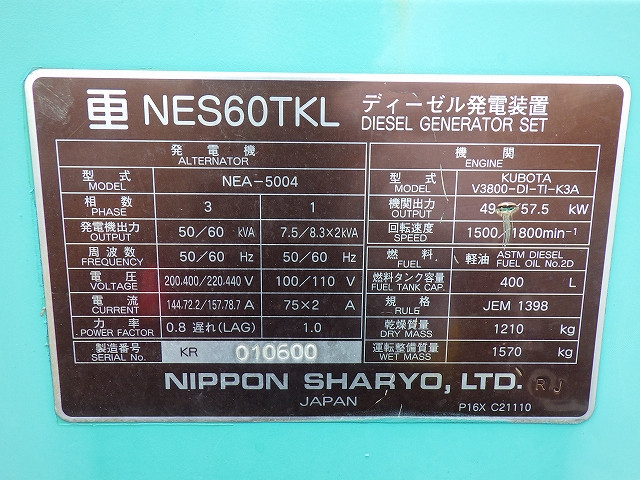 NES60TKL ディーゼル発電装置
DIESEL GENERATOR SET
発電機
ALTERNATOR
型式 MODEL NEA-5004
相数 PHASE 3 1
発電機出力 OUTPUT 50/60 kVA 7.5/8.3×2kVA
周波数 FREQUENCY 50/60 Hz 50/60 Hz
電圧 VOLTAGE 200.400/220.440 V 100/110 V
電流 CURRENT 144.72.2/157.78.7 A 75×2 A
力率 POWER FACTOR 0.8 遅れ(LAG) 1.0
製造番号 SERIAL No. KR 010600
機関
ENGINE
型式 MODEL KUBOTA V3800-DI-TI-K3A
機関出力 OUTPUT 49 /57.5 kW
回転速度 SPEED 1500/1800min⁻¹
燃料 FUEL 軽油 ASTM DIESEL FUEL OIL No.2D
燃料タンク容量 FUEL TANK CAP. 400 L
規格 RULE JEM 1398
乾燥質量 DRY MASS 1210 kg
運転整備質量 WET MASS 1570 kg
NIPPON SHARYO, LTD. RJ
JAPAN
P16X C21110